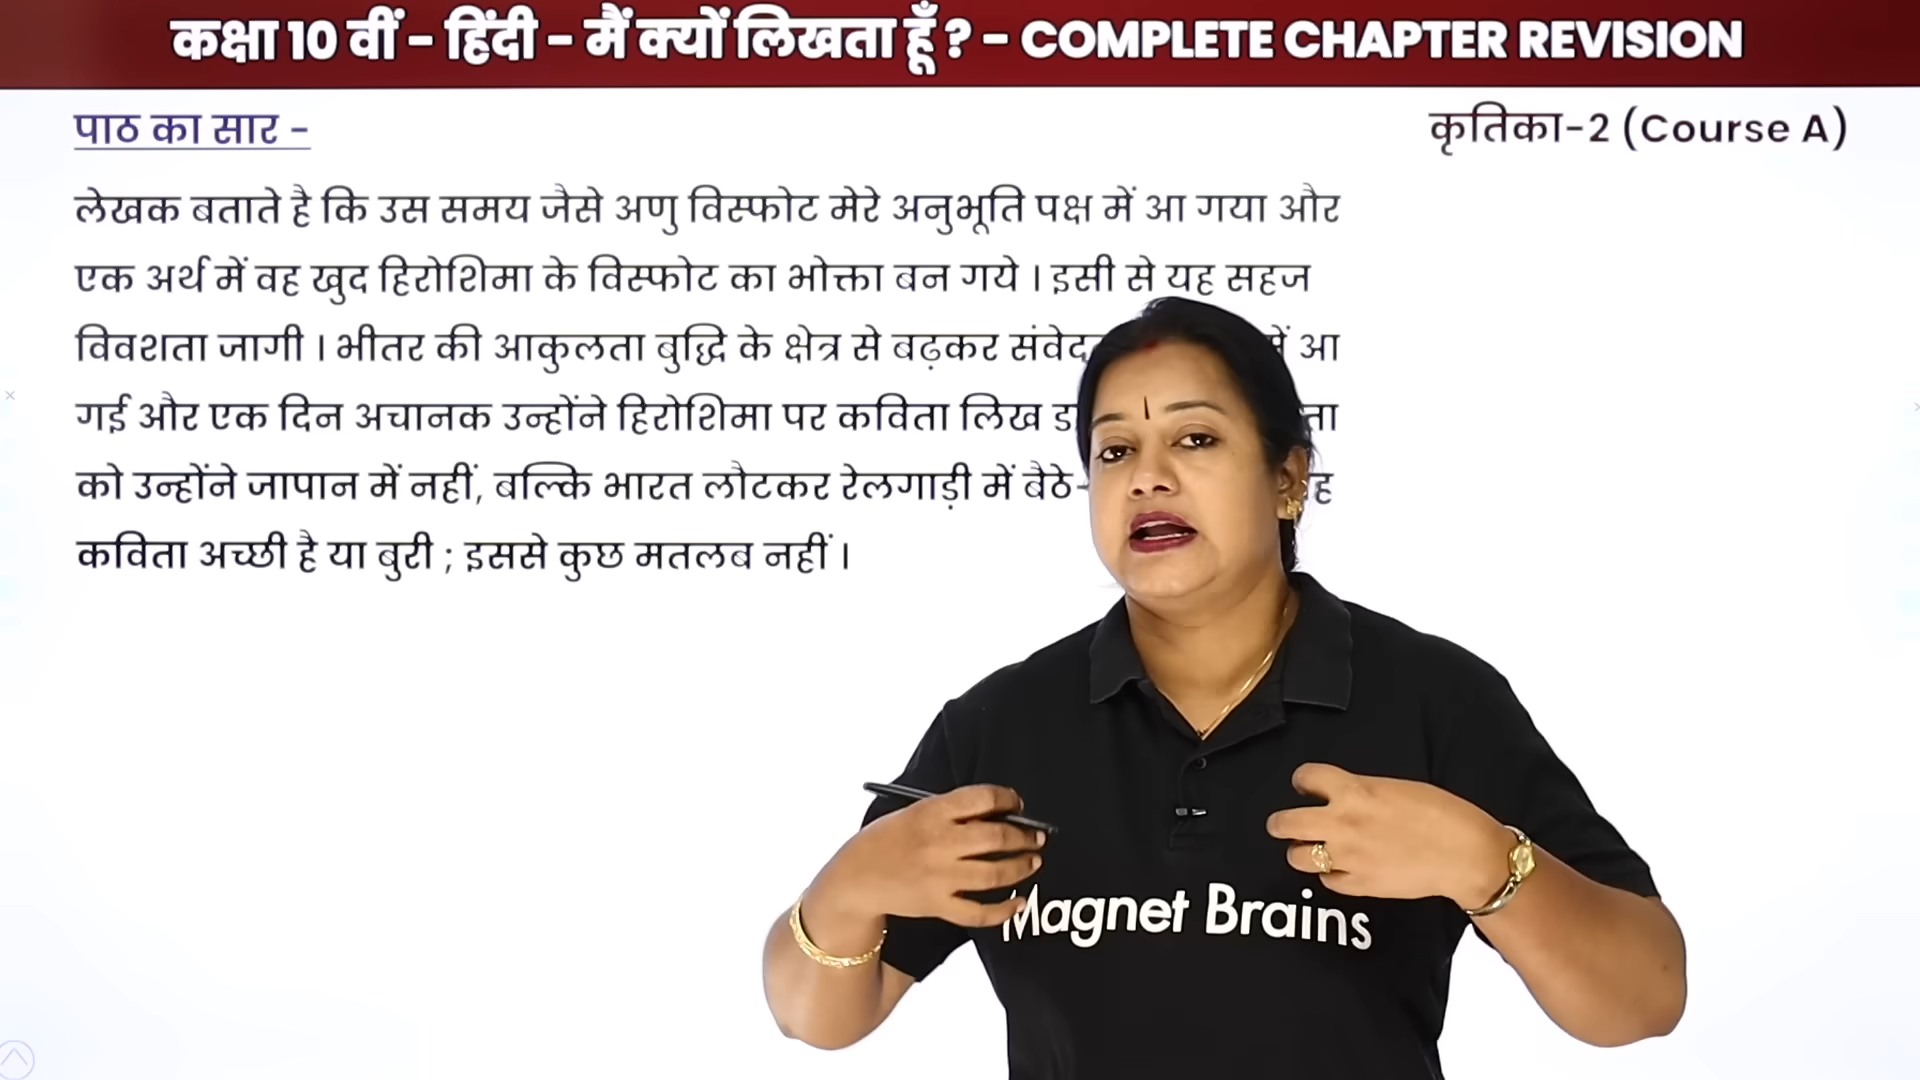 कक्षा 10 वीं - हिंदी - मैं क्यों लिखता हूँ ? - COMPLETE CHAPTER REVISION
पाठ का सार -
कृतिका-2 (Course A)
लेखक बताते है कि उस समय जैसे अणु विस्फोट मेरे अनुभूति पक्ष में आ गया और
एक अर्थ में वह खुद हिरोशिमा के विस्फोट का भोक्ता बन गये । इसी से यह सहज
विवशता जागी । भीतर की आकुलता बुद्धि के क्षेत्र से बढ़कर में आ
गई और एक दिन अचानक उन्होंने हिरोशिमा पर कविता लिख
को उन्होंने जापान में नहीं, बल्कि भारत लौटकर रेलगाड़ी में बैठे-
कविता अच्छी है या बुरी ; इससे कुछ मतलब नहीं ।
Magnet Brains